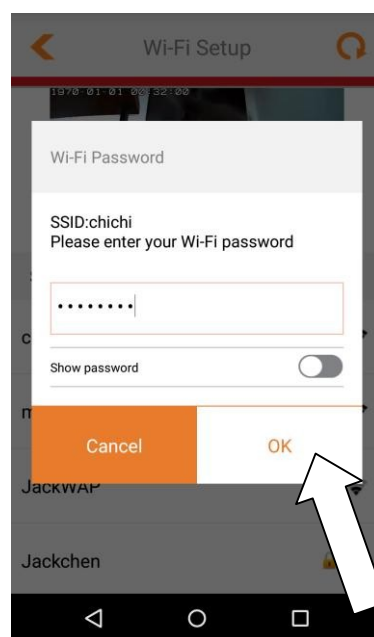 Wi-Fi Setup
1970-01-01 00:32:00
Wi-Fi Password
SSID:chichi
Please enter your Wi-Fi password
••••••••
Show password
Cancel
OK
JackWAP
Jackchen